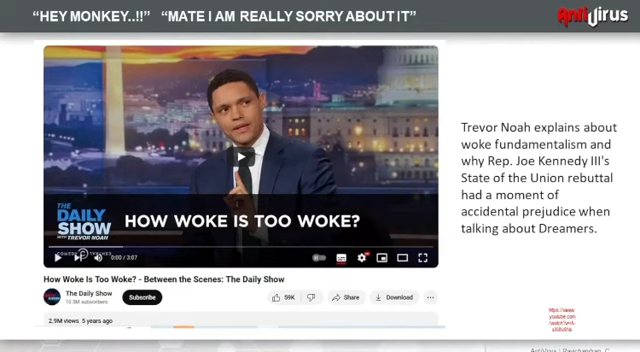 "HEY MONKEY..!!" "MATE I AM REALLY SORRY ABOUT IT"
AntiVirus
THE
DAILY
SHOW
WITH TREVOR NOAH
HOW WOKE IS TOO WOKE?
0:00 / 3:07
Trevor Noah explains about
woke fundamentalism and
why Rep. Joe Kennedy III's
State of the Union rebuttal
had a moment of
accidental prejudice when
talking about Dreamers.
How Woke Is Too Woke? - Between the Scenes: The Daily Show
The Daily Show
10.5M subscribers
Subscribe
59K
Share
Download
2.9M views 5 years ago
https://www.
youtube.com